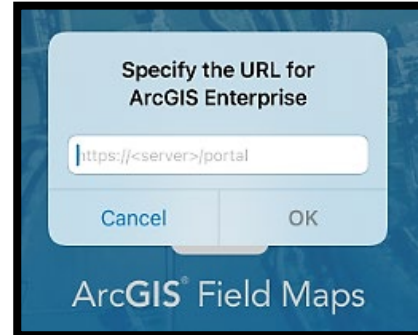 Specify the URL for
ArcGIS Enterprise
https://<server>/portal
Cancel OK
ArcGIS® Field Maps